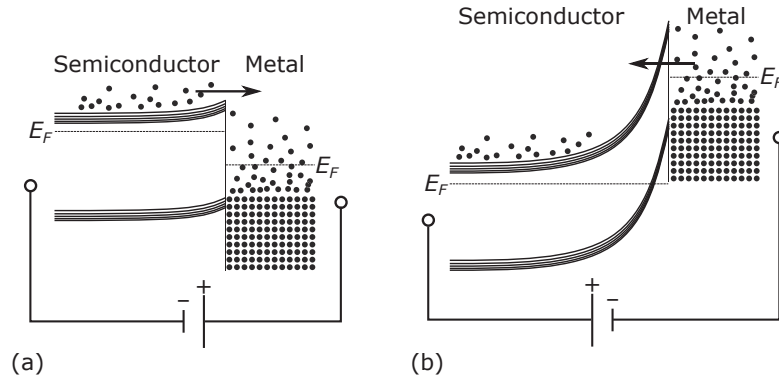 Semiconductor Metal
E_F
E_F
− +
(a)
Semiconductor Metal
E_F
E_F
+ −
(b)